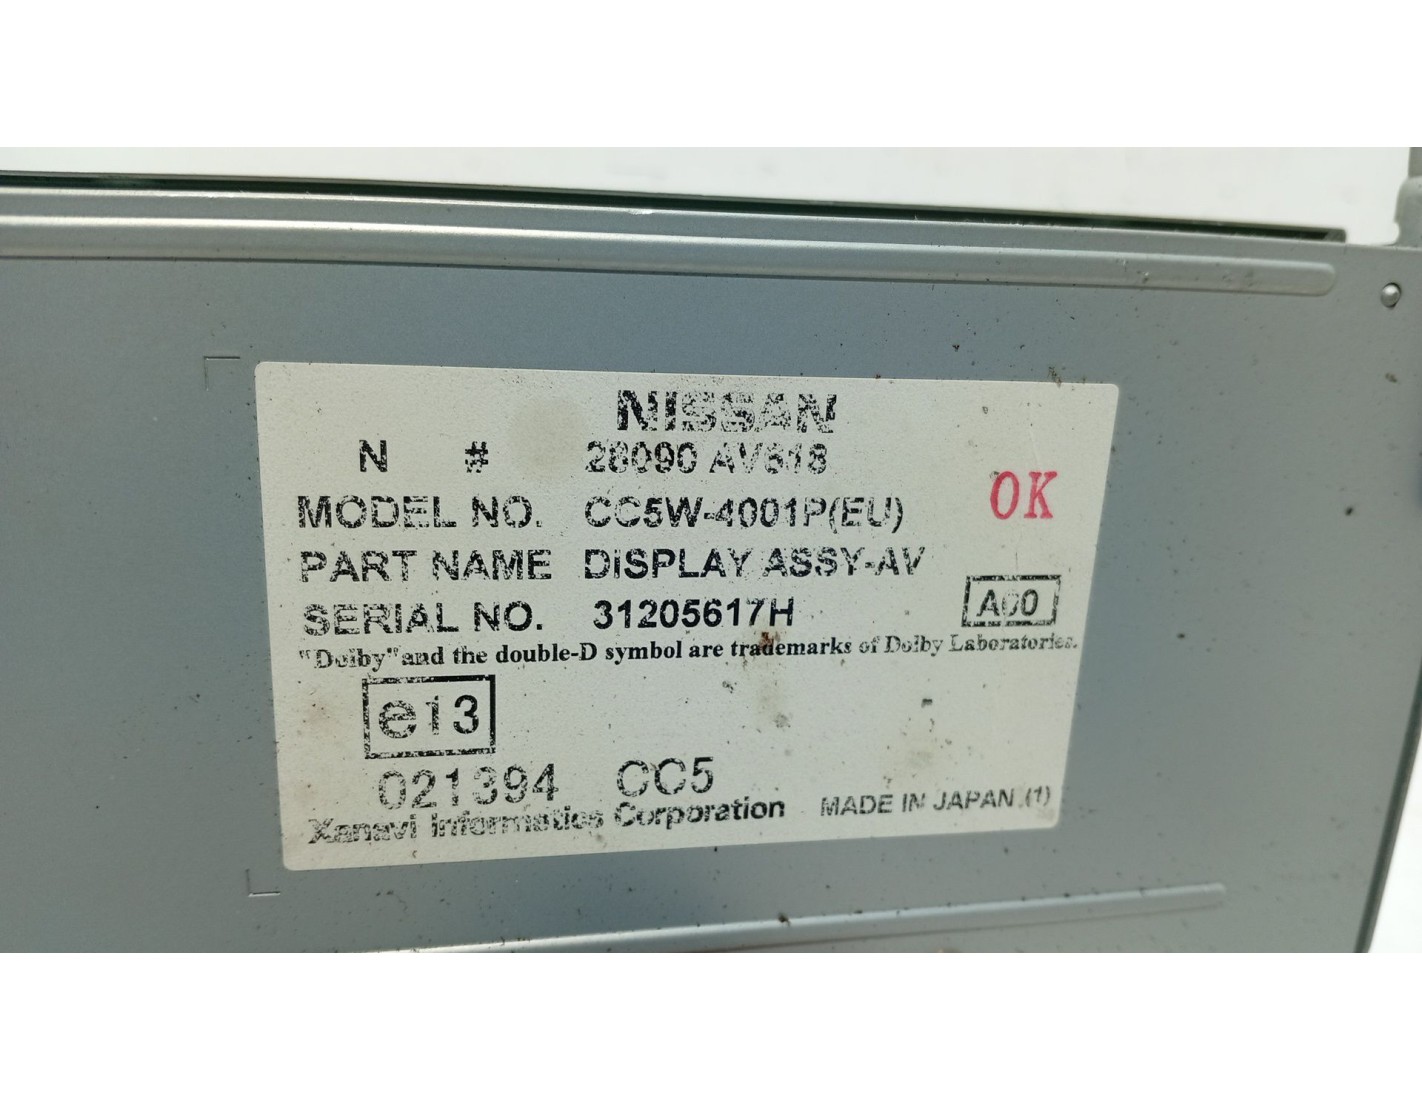 NISSAN
N # 28090 AV618
MODEL NO. CC5W-4001P(EU) OK
PART NAME DISPLAY ASSY-AV
SERIAL NO. 31205617H A00
"Dolby" and the double-D symbol are trademarks of Dolby Laboratories.
e13
021394 CC5
Xanavi Informatics Corporation MADE IN JAPAN (1)